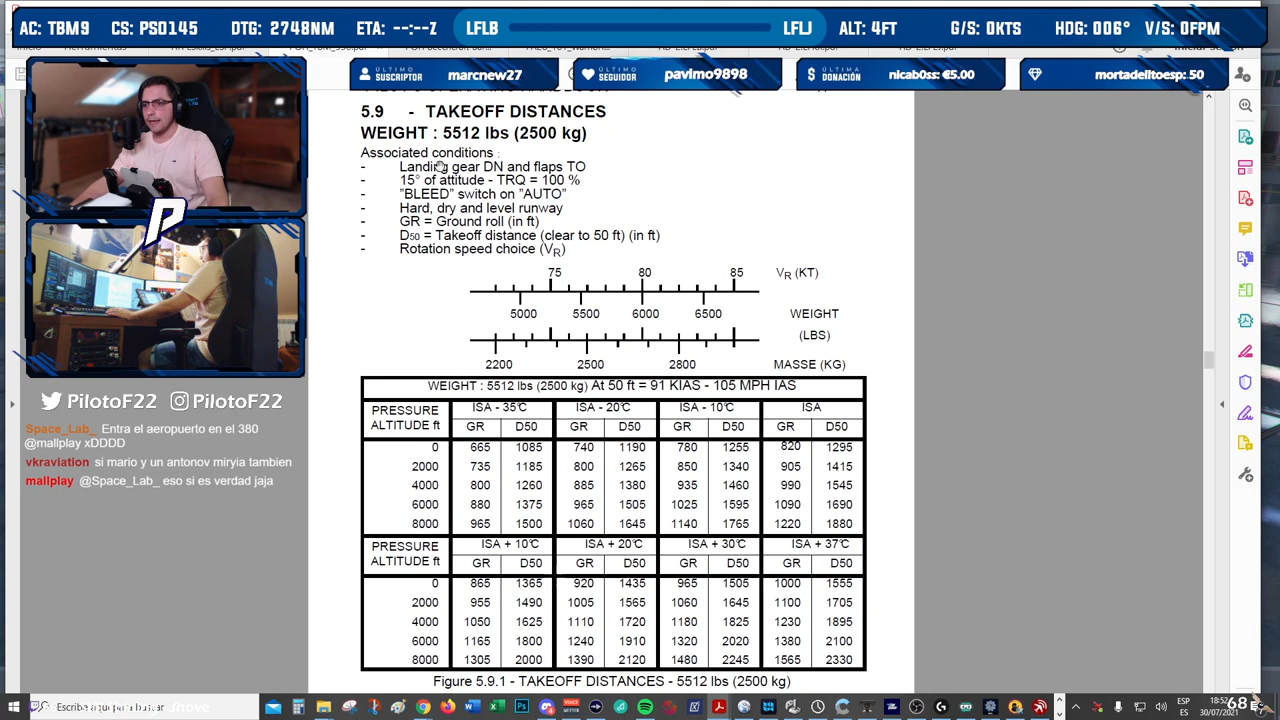 AC: TBM9 CS: PS0145 DTG: 2748NM ETA: --:--Z LFLB LFLJ ALT: 4FT G/S: 0KTS HDG: 006° V/S: 0FPM
ÚLTIMO SUSCRIPTOR marcnew27
ÚLTIMO SEGUIDOR pavimo9898
ÚLTIMA DONACIÓN nicab0ss: €5.00
mortadelitoesp: 50
5.9 - TAKEOFF DISTANCES
WEIGHT : 5512 lbs (2500 kg)
Associated conditions :
- Landing gear DN and flaps TO
- 15° of attitude - TRQ = 100 %
- "BLEED" switch on "AUTO"
- Hard, dry and level runway
- GR = Ground roll (in ft)
- D50 = Takeoff distance (clear to 50 ft) (in ft)
- Rotation speed choice (VR)
75 80 85 VR (KT)
5000 5500 6000 6500 WEIGHT
(LBS)
2200 2500 2800 MASSE (KG)
WEIGHT : 5512 lbs (2500 kg) At 50 ft = 91 KIAS - 105 MPH IAS
PRESSURE ALTITUDE ft ISA - 35°C ISA - 20°C ISA - 10°C ISA
GR D50 GR D50 GR D50 GR D50
0 665 1085 740 1190 780 1255 820 1295
2000 735 1185 800 1265 850 1340 905 1415
4000 800 1260 885 1380 935 1460 990 1545
6000 880 1375 965 1505 1025 1595 1090 1690
8000 965 1500 1060 1645 1140 1765 1220 1880
PRESSURE ALTITUDE ft ISA + 10°C ISA + 20°C ISA + 30°C ISA + 37°C
GR D50 GR D50 GR D50 GR D50
0 865 1365 920 1435 965 1505 1000 1555
2000 955 1490 1005 1565 1060 1645 1100 1705
4000 1050 1625 1110 1720 1180 1825 1230 1895
6000 1165 1800 1240 1910 1320 2020 1380 2100
8000 1305 2000 1390 2120 1480 2245 1565 2330
Figure 5.9.1 - TAKEOFF DISTANCES - 5512 lbs (2500 kg)
PilotoF22 PilotoF22
Space_Lab_ Entra el aeropuerto en el 380
@mallplay xDDDD
vkraviation si mario y un antonov miryia tambien
mallplay @Space_Lab_ eso si es verdad jaja
ESP
ES
30/07/2021